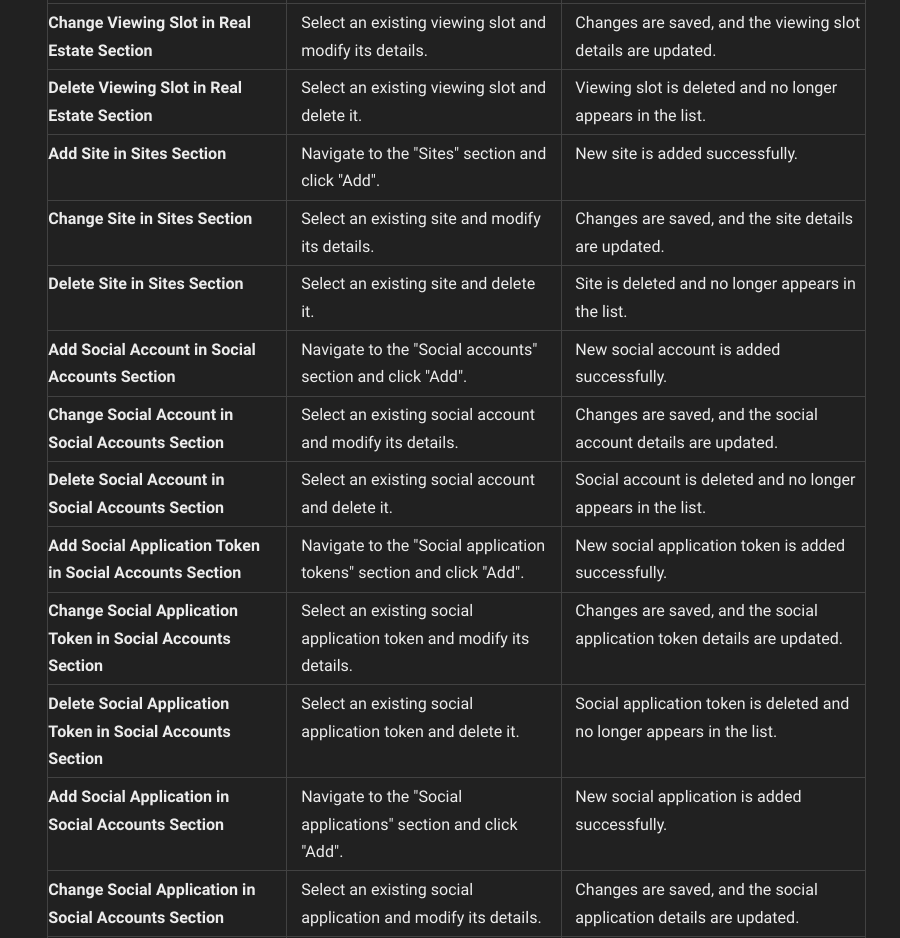 Change Viewing Slot in Real
Estate Section
Select an existing viewing slot and
modify its details.
Changes are saved, and the viewing slot
details are updated.
Delete Viewing Slot in Real
Estate Section
Select an existing viewing slot and
delete it.
Viewing slot is deleted and no longer
appears in the list.
Add Site in Sites Section
Navigate to the "Sites" section and
click "Add".
New site is added successfully.
Change Site in Sites Section
Select an existing site and modify
its details.
Changes are saved, and the site details
are updated.
Delete Site in Sites Section
Select an existing site and delete
it.
Site is deleted and no longer appears in
the list.
Add Social Account in Social
Accounts Section
Navigate to the "Social accounts"
section and click "Add".
New social account is added
successfully.
Change Social Account in
Social Accounts Section
Select an existing social account
and modify its details.
Changes are saved, and the social
account details are updated.
Delete Social Account in
Social Accounts Section
Select an existing social account
and delete it.
Social account is deleted and no longer
appears in the list.
Add Social Application Token
in Social Accounts Section
Navigate to the "Social application
tokens" section and click "Add".
New social application token is added
successfully.
Change Social Application
Token in Social Accounts
Section
Select an existing social
application token and modify its
details.
Changes are saved, and the social
application token details are updated.
Delete Social Application
Token in Social Accounts
Section
Select an existing social
application token and delete it.
Social application token is deleted and
no longer appears in the list.
Add Social Application in
Social Accounts Section
Navigate to the "Social
applications" section and click
"Add".
New social application is added
successfully.
Change Social Application in
Social Accounts Section
Select an existing social
application and modify its details.
Changes are saved, and the social
application details are updated.